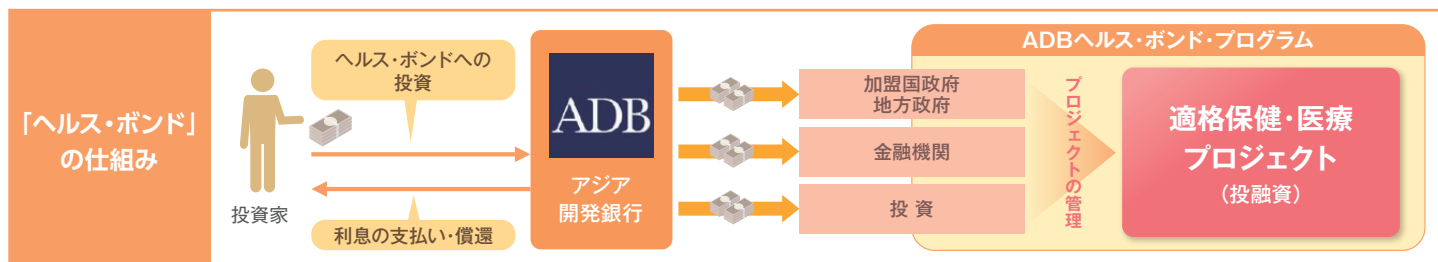 「ヘルス・ボンド」
の仕組み
投資家
ヘルス・ボンドへの
投資
利息の支払い・償還
ADB
アジア
開発銀行
ADBヘルス・ボンド・プログラム
加盟国政府
地方政府
金融機関
投 資
プロジェクトの管理
適格保健・医療
プロジェクト
(投融資)